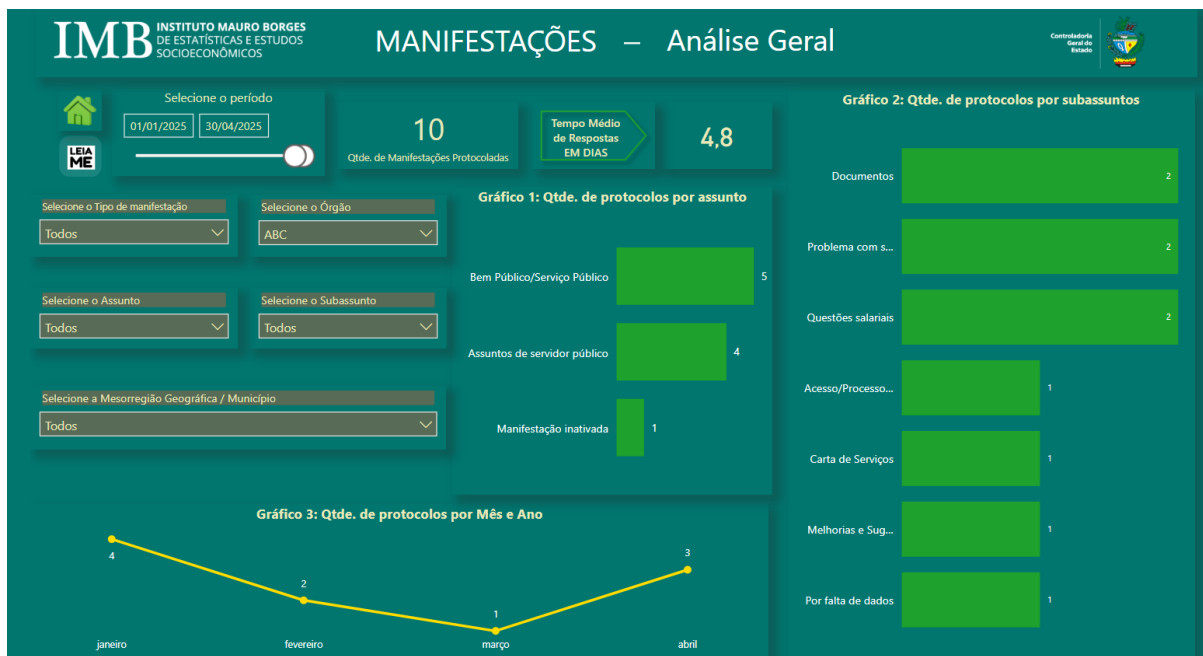 IMB
INSTITUTO MAURO BORGES
DE ESTATÍSTICAS E ESTUDOS
SOCIOECONÔMICOS
MANIFESTAÇÕES – Análise Geral
Controladoria
Geral do
Estado
LEIA
ME
Selecione o período
01/01/2025 30/04/2025
10
Qtde. de Manifestações Protocoladas
Tempo Médio
de Respostas
EM DIAS
4,8
Selecione o Tipo de manifestação
Todos
Selecione o Órgão
ABC
Selecione o Assunto
Todos
Selecione o Subassunto
Todos
Selecione a Mesorregião Geográfica / Município
Todos
Gráfico 1: Qtde. de protocolos por assunto
Bem Público/Serviço Público 5
Assuntos de servidor público 4
Manifestação inativada 1
Gráfico 2: Qtde. de protocolos por subassuntos
Documentos 2
Problema com s... 2
Questões salariais 2
Acesso/Processo... 1
Carta de Serviços 1
Melhorias e Sug... 1
Por falta de dados 1
Gráfico 3: Qtde. de protocolos por Mês e Ano
4
2
1
3
janeiro fevereiro março abril